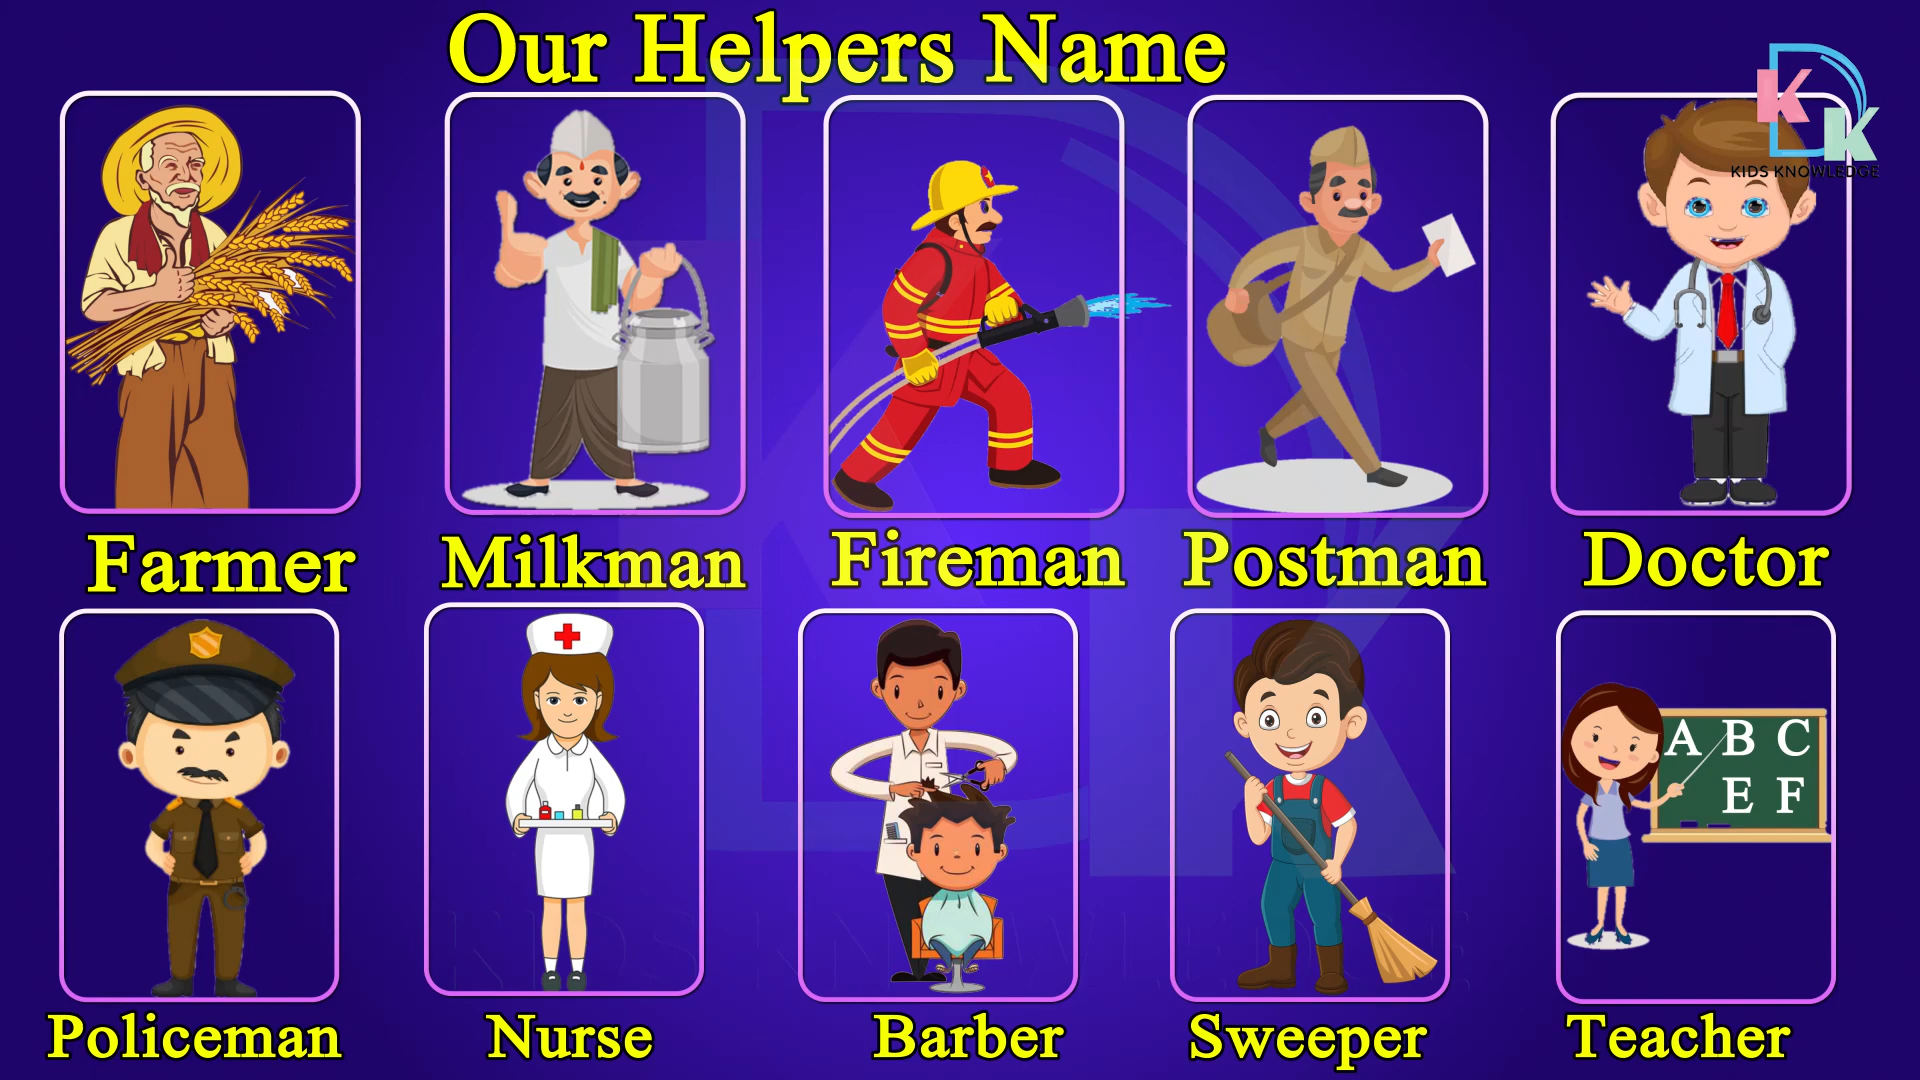 Our Helpers Name
K D K
KIDS KNOWLEDGE
Farmer
Milkman
Fireman
Postman
Doctor
A B C
E F
Policeman
Nurse
Barber
Sweeper
Teacher